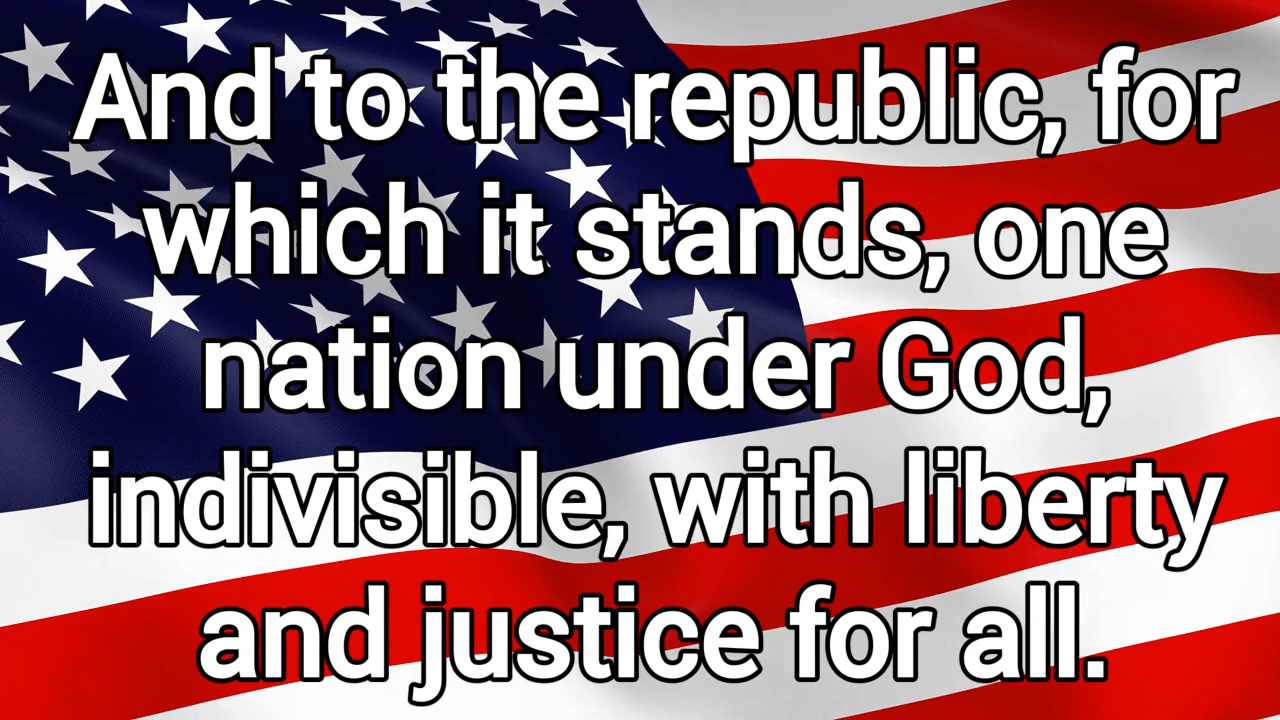 And to the republic, for
which it stands, one
nation under God,
indivisible, with liberty
and justice for all.